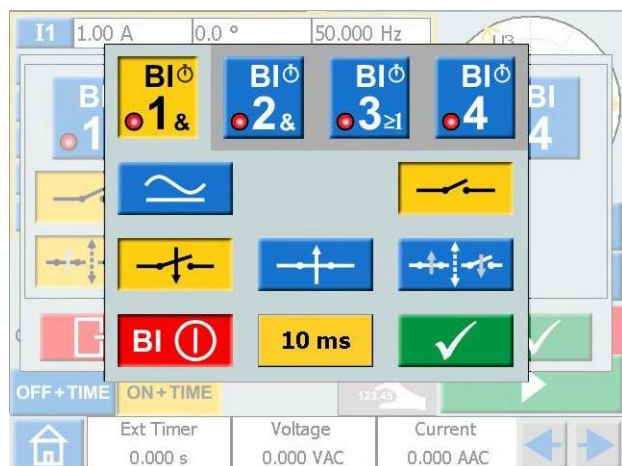 I1 1.00 A 0.0 ° 50.000 Hz
U3
BI BI BI BI
1 & 2 & 3 ≥1 4
BI BI
1 4
BI 10 ms
OFF+TIME ON+TIME
123.45
Ext Timer Voltage Current
0.000 s 0.000 VAC 0.000 AAC